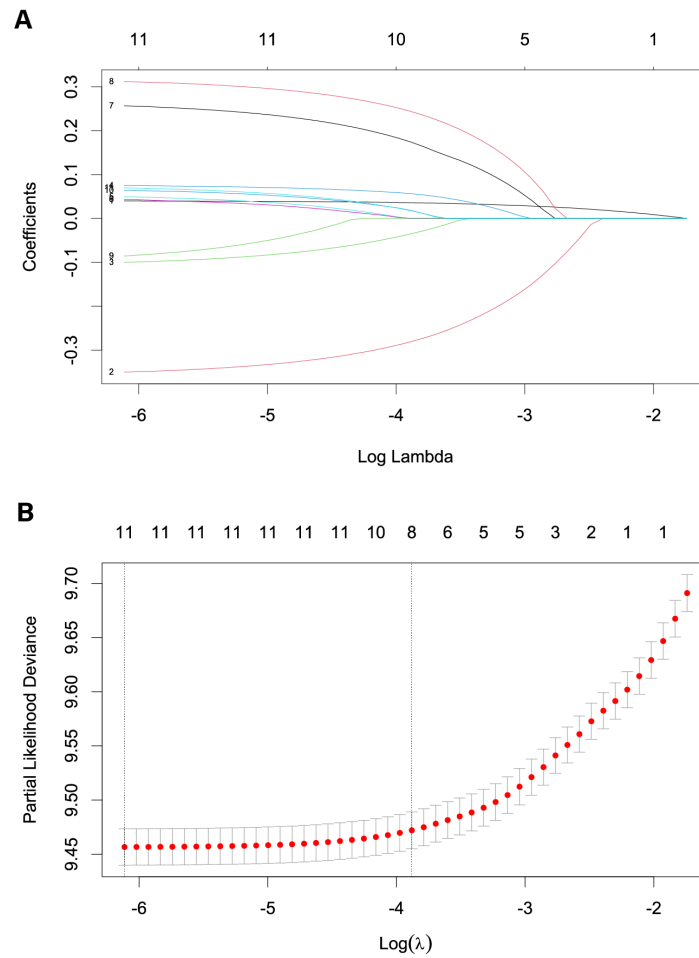 A
11 11 10 5 1
0.3
0.2
0.1
0.0
-0.1
-0.3
Coefficients
8
7
10
9
3
2
-6 -5 -4 -3 -2
Log Lambda
B
11 11 11 11 11 11 11 10 8 6 5 5 3 2 1 1
9.70
9.65
9.60
9.55
9.50
9.45
Partial Likelihood Deviance
-6 -5 -4 -3 -2
Log(λ)